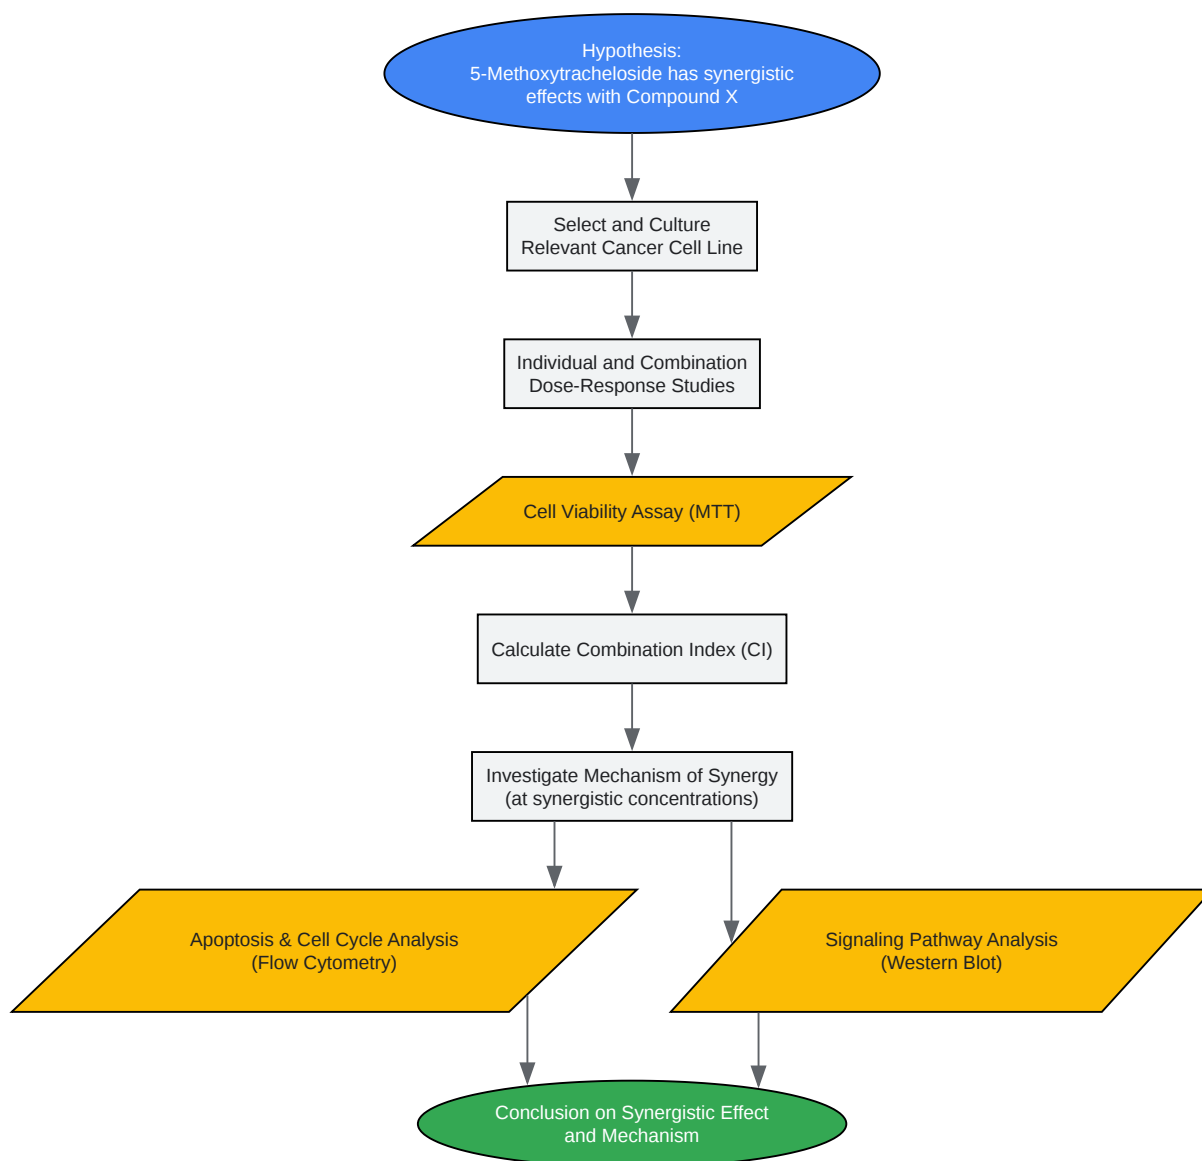 Hypothesis:
5-Methoxytracheloside has synergistic
effects with Compound X
Select and Culture
Relevant Cancer Cell Line
Individual and Combination
Dose-Response Studies
Cell Viability Assay (MTT)
Calculate Combination Index (CI)
Investigate Mechanism of Synergy
(at synergistic concentrations)
Apoptosis & Cell Cycle Analysis
(Flow Cytometry)
Signaling Pathway Analysis
(Western Blot)
Conclusion on Synergistic Effect
and Mechanism